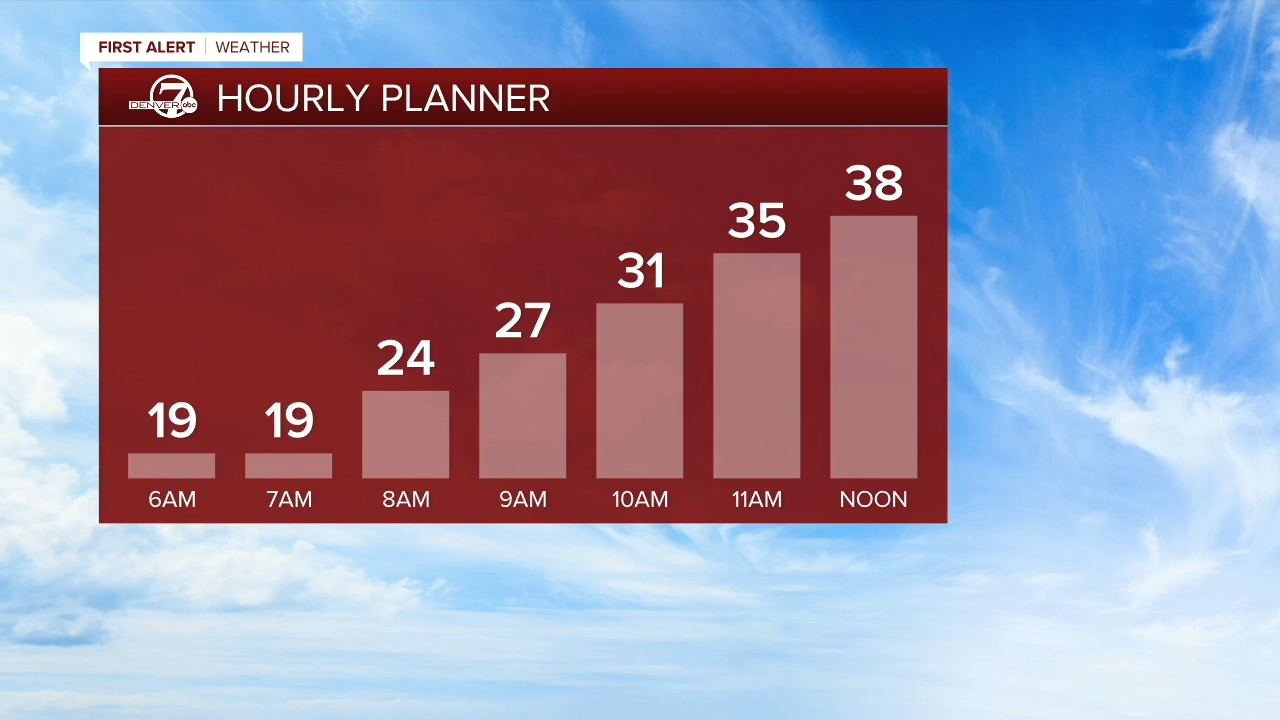 FIRST ALERT | WEATHER
DENVER 7 abc
HOURLY PLANNER
19 19 24 27 31 35 38
6AM 7AM 8AM 9AM 10AM 11AM NOON